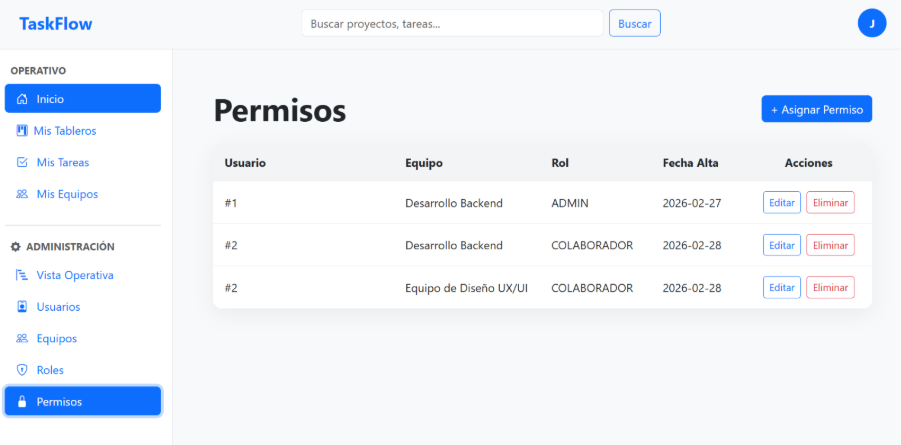 TaskFlow
Buscar proyectos, tareas...
Buscar
J
OPERATIVO
Inicio
Mis Tableros
Mis Tareas
Mis Equipos
ADMINISTRACIÓN
Vista Operativa
Usuarios
Equipos
Roles
Permisos
Permisos
+ Asignar Permiso
Usuario Equipo Rol Fecha Alta Acciones
#1 Desarrollo Backend ADMIN 2026-02-27 Editar Eliminar
#2 Desarrollo Backend COLABORADOR 2026-02-28 Editar Eliminar
#2 Equipo de Diseño UX/UI COLABORADOR 2026-02-28 Editar Eliminar